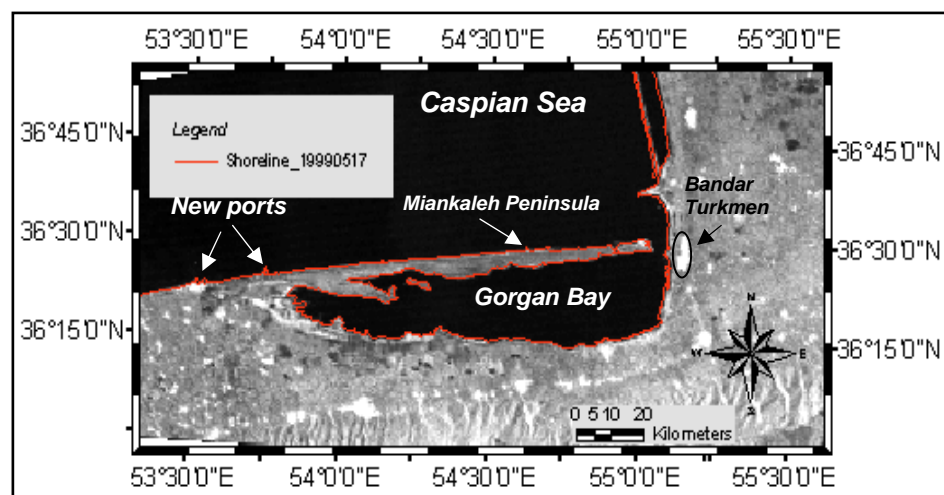 53°30'0"E 54°0'0"E 54°30'0"E 55°0'0"E 55°30'0"E
Caspian Sea
36°45'0"N
Legend
Shoreline_19990517
36°45'0"N
New ports
Miankaleh Peninsula
Bandar
Turkmen
36°30'0"N
36°30'0"N
Gorgan Bay
36°15'0"N
36°15'0"N
N
W E
S
0 5 10 20
Kilometers
53°30'0"E 54°0'0"E 54°30'0"E 55°0'0"E 55°30'0"E